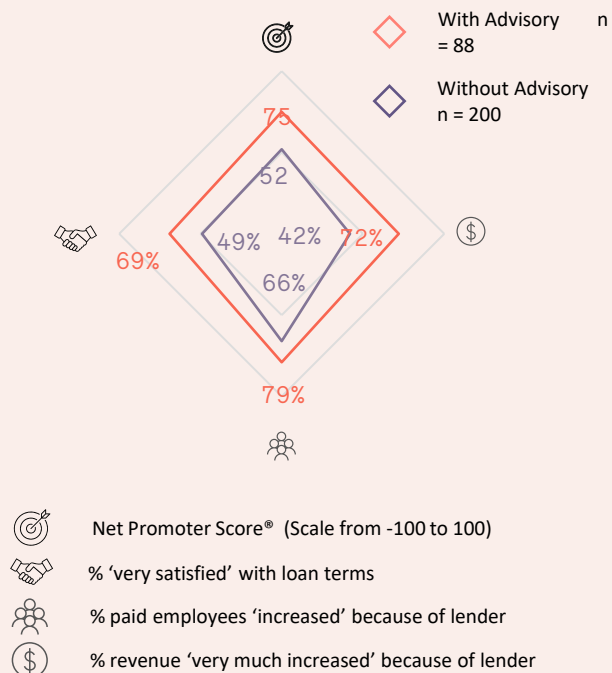 With Advisory n
= 88
Without Advisory
n = 200
75
52
49% 42% 72%
69%
66%
79%
Net Promoter Score® (Scale from -100 to 100)
% ‘very satisfied’ with loan terms
% paid employees ‘increased’ because of lender
% revenue ‘very much increased’ because of lender